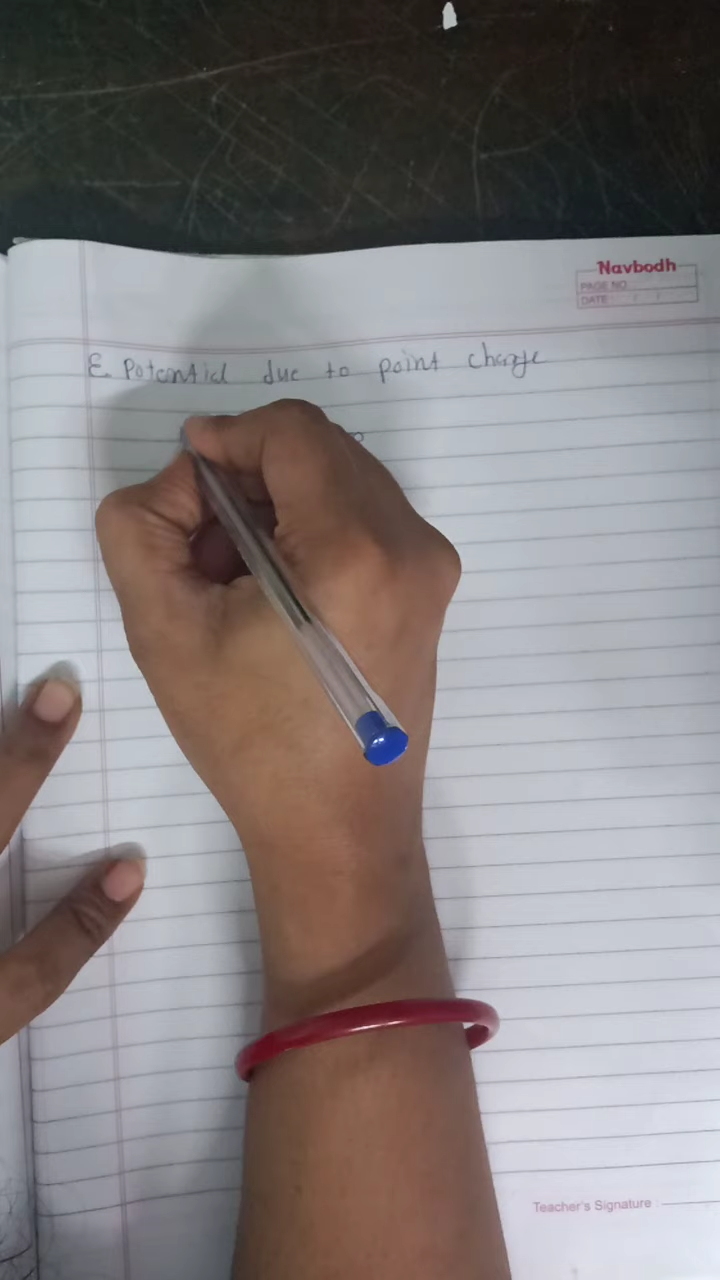 Navbodh
PAGE NO.
DATE / /
E. Potential due to point charge
Teacher's Signature :